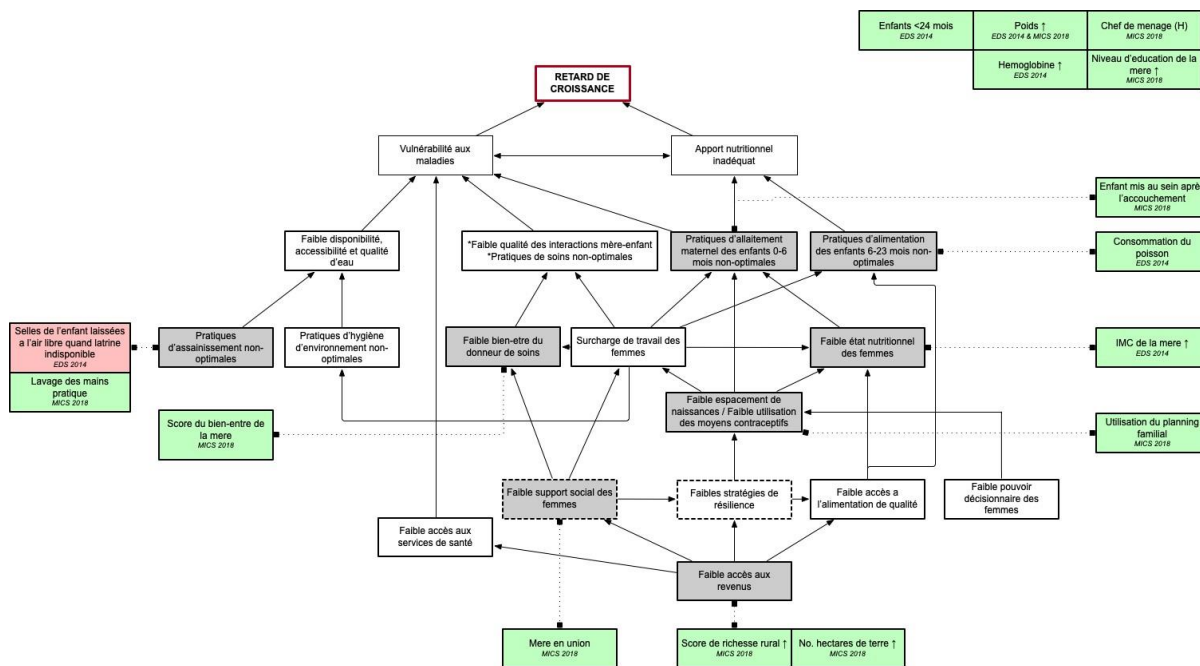 Enfants <24 mois
EDS 2014
Poids ↑
EDS 2014 & MICS 2018
Chef de menage (H)
MICS 2018
Hemoglobine ↑
EDS 2014
Niveau d'education de la
mere ↑
MICS 2018
RETARD DE
CROISSANCE
Vulnérabilité aux
maladies
Apport nutritionnel
inadéquat
Enfant mis au sein après
l'accouchement
MICS 2018
Faible disponibilité,
accessibilité et qualité
d'eau
*Faible qualité des interactions mère-enfant
*Pratiques de soins non-optimales
Pratiques d'allaitement
maternel des enfants 0-6
mois non-optimales
Pratiques d'alimentation
des enfants 6-23 mois non-
optimales
Consommation du
poisson
EDS 2014
Selles de l'enfant laissées
a l'air libre quand latrine
indisponible
EDS 2014
Lavage des mains
pratique
MICS 2018
Pratiques
d'assainissement non-
optimales
Pratiques d'hygiène
d'environnement non-
optimales
Faible bien-etre du
donneur de soins
Surcharge de travail des
femmes
Faible état nutritionnel
des femmes
IMC de la mere ↑
EDS 2014
Score du bien-entre de
la mere
MICS 2018
Faible espacement de
naissances / Faible utilisation
des moyens contraceptifs
Utilisation du planning
familial
MICS 2018
Faible support social des
femmes
Faibles stratégies de
résilience
Faible accès a
l'alimentation de qualité
Faible pouvoir
décisionnaire des
femmes
Faible accès aux
services de santé
Faible accès aux
revenus
Mere en union
MICS 2018
Score de richesse rural ↑
MICS 2018
No. hectares de terre ↑
MICS 2018